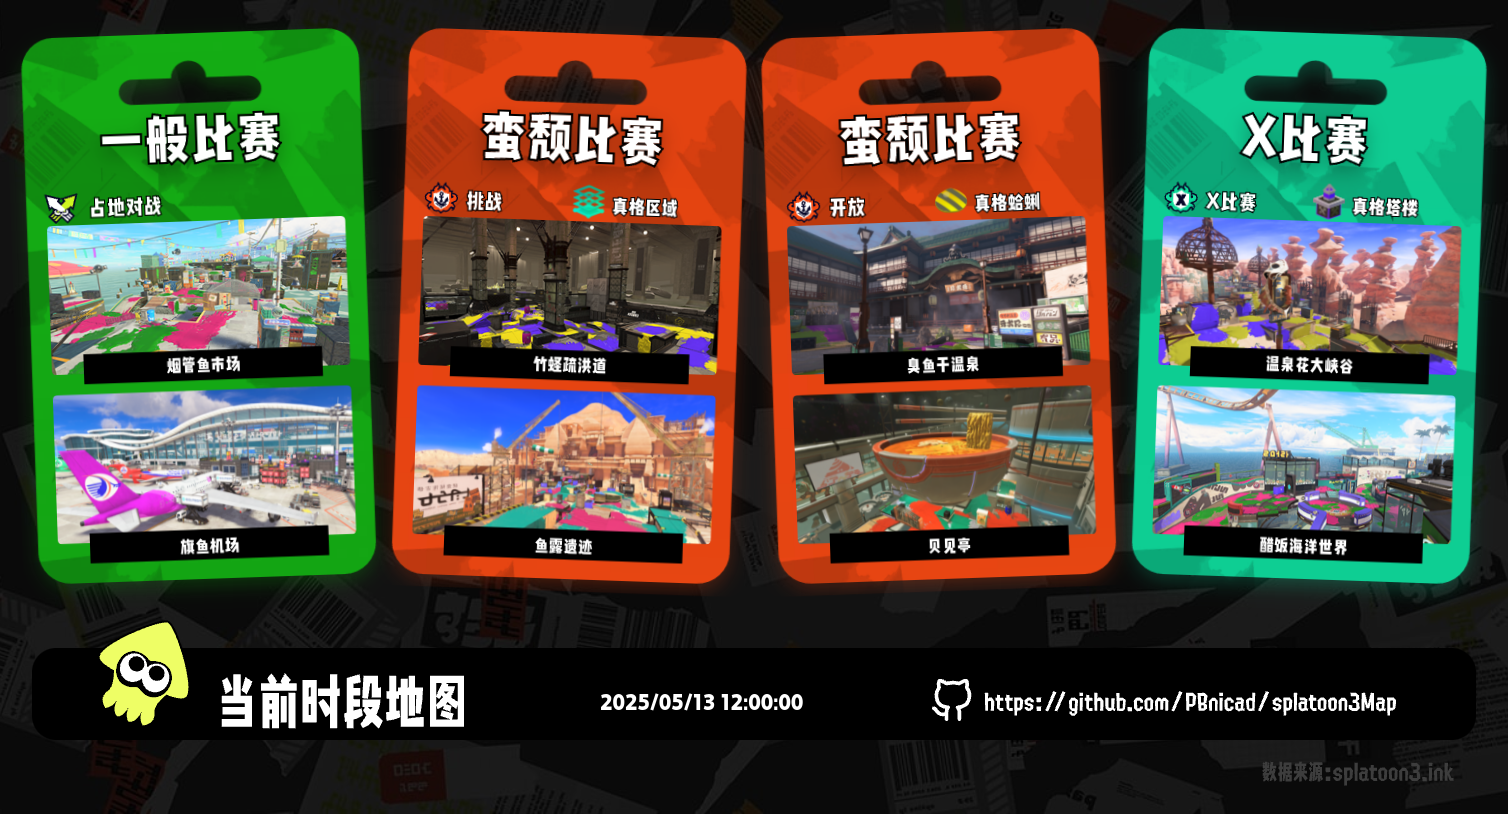 一般比赛
占地对战
烟管鱼市场
旗鱼机场
蛮颓比赛
挑战
真格区域
竹蛏疏洪道
鱼露遗迹
蛮颓比赛
开放
真格蛤蜊
臭鱼干温泉
贝贝亭
X比赛
X比赛
真格塔楼
温泉花大峡谷
醋饭海洋世界
当前时段地图
2025/05/13 12:00:00
https://github.com/PBnicad/splatoon3Map
数据来源:splatoon3.ink